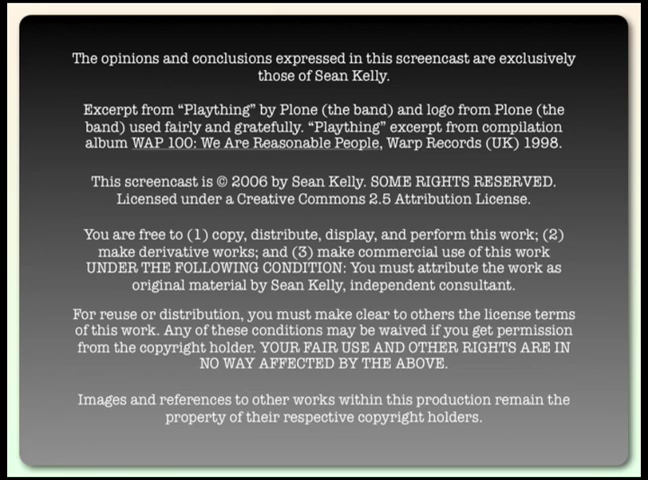 The opinions and conclusions expressed in this screencast are exclusively
those of Sean Kelly.
Excerpt from “Plaything” by Plone (the band) and logo from Plone (the
band) used fairly and gratefully. “Plaything” excerpt from compilation
album WAP 100: We Are Reasonable People, Warp Records (UK) 1998.
This screencast is © 2006 by Sean Kelly. SOME RIGHTS RESERVED.
Licensed under a Creative Commons 2.5 Attribution License.
You are free to (1) copy, distribute, display, and perform this work; (2)
make derivative works; and (3) make commercial use of this work
UNDER THE FOLLOWING CONDITION: You must attribute the work as
original material by Sean Kelly, independent consultant.
For reuse or distribution, you must make clear to others the license terms
of this work. Any of these conditions may be waived if you get permission
from the copyright holder. YOUR FAIR USE AND OTHER RIGHTS ARE IN
NO WAY AFFECTED BY THE ABOVE.
Images and references to other works within this production remain the
property of their respective copyright holders.